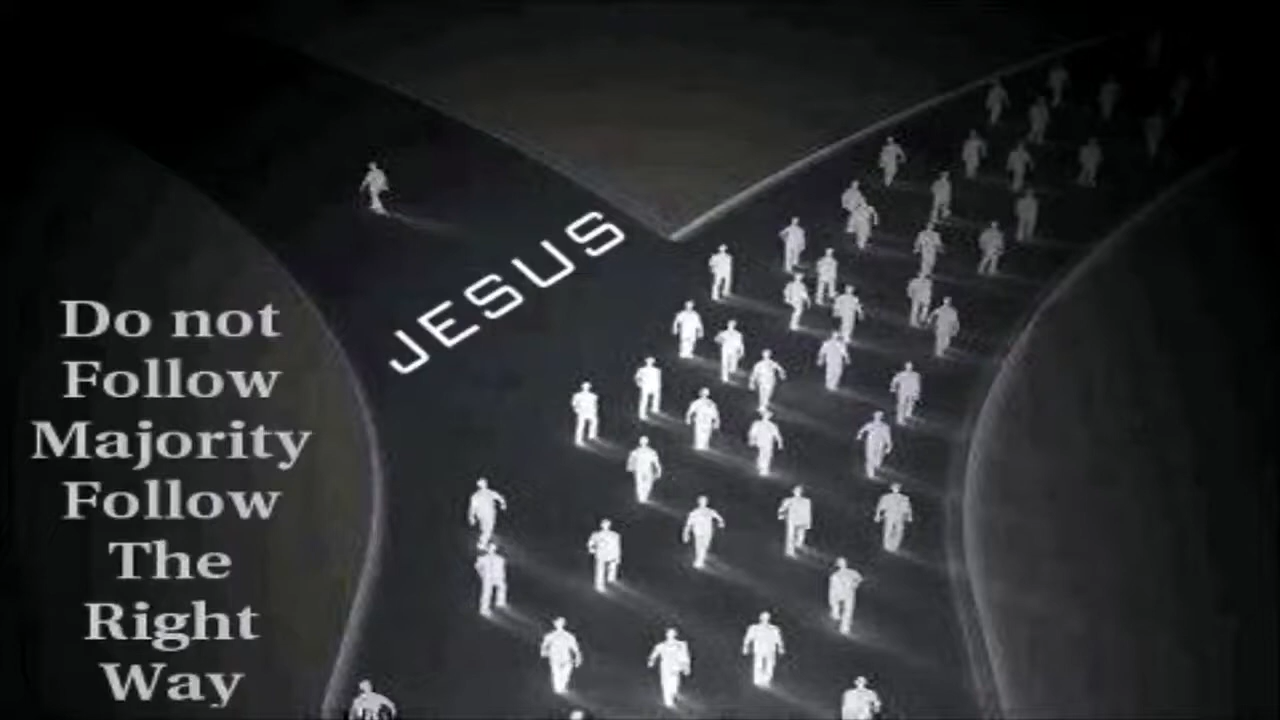 JESUS
Do not
Follow
Majority
Follow
The
Right
Way